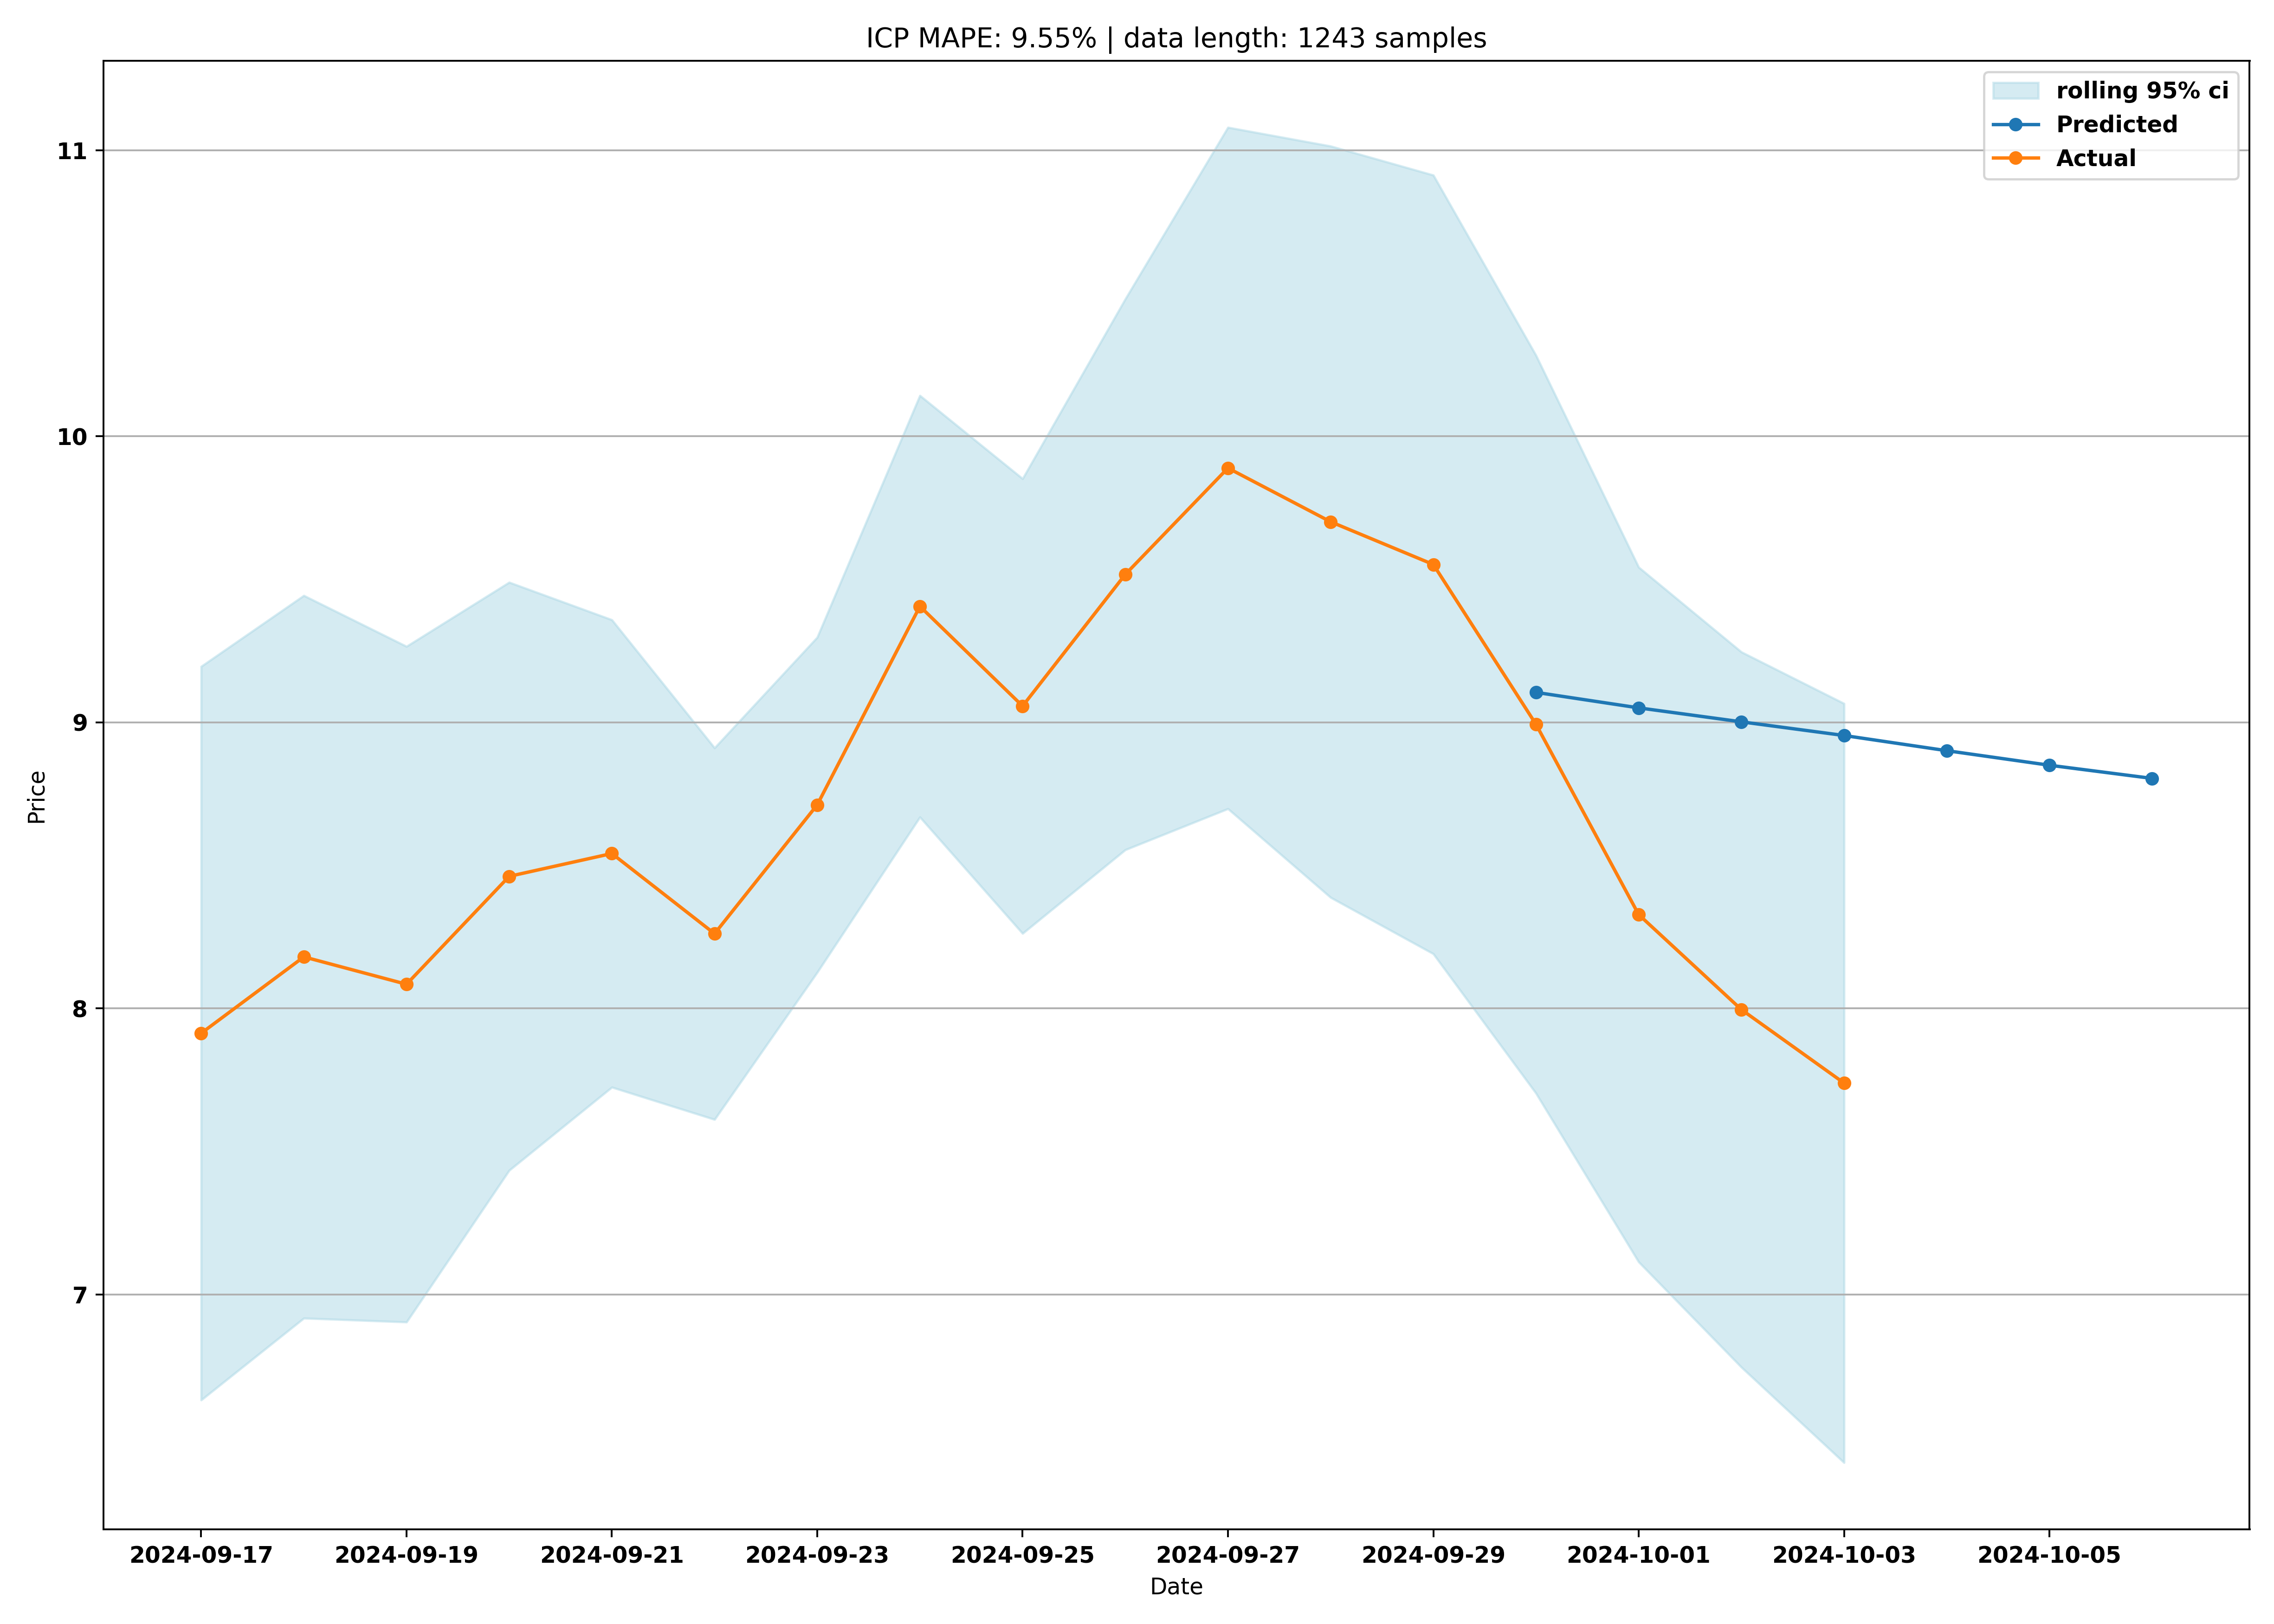 ICP MAPE: 9.55% | data length: 1243 samples
rolling 95% ci
Predicted
Actual
11
10
9
8
7
Price
2024-09-17 2024-09-19 2024-09-21 2024-09-23 2024-09-25 2024-09-27 2024-09-29 2024-10-01 2024-10-03 2024-10-05
Date